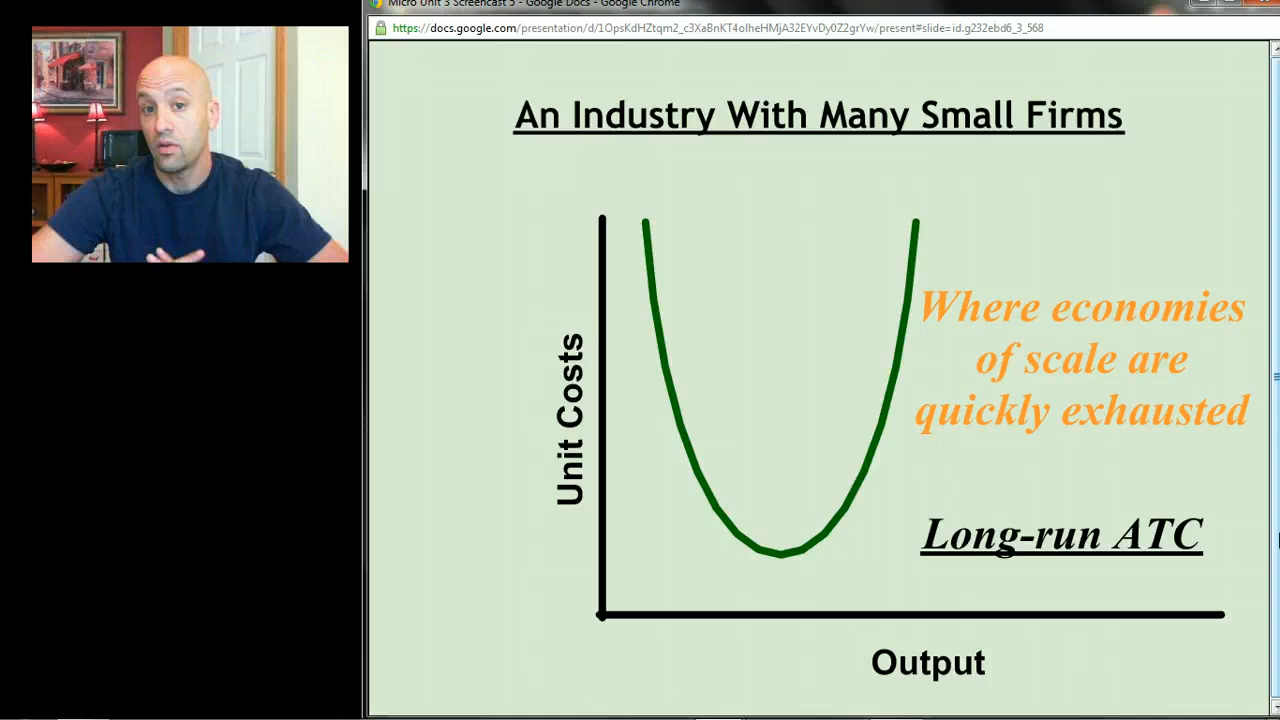 Micro Unit 3 Screencast 5 - Google Docs - Google Chrome
https://docs.google.com/presentation/d/1OpsKdHZtqm2_c3XaBnKT4oIheHMjA32EYvDy0Z2grYw/present#slide=id.g232ebd6_3_568
An Industry With Many Small Firms
Where economies
of scale are
quickly exhausted
Unit Costs
Long-run ATC
Output